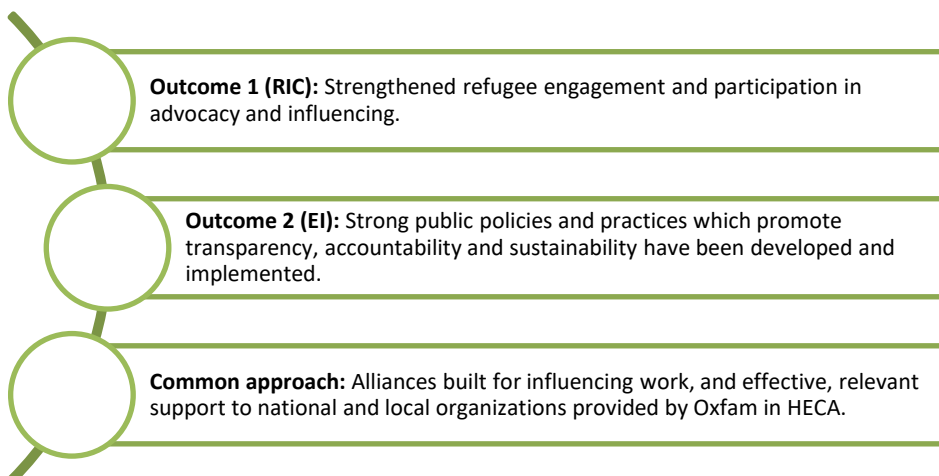 Outcome 1 (RIC): Strengthened refugee engagement and participation in
advocacy and influencing.
Outcome 2 (EI): Strong public policies and practices which promote
transparency, accountability and sustainability have been developed and
implemented.
Common approach: Alliances built for influencing work, and effective, relevant
support to national and local organizations provided by Oxfam in HECA.